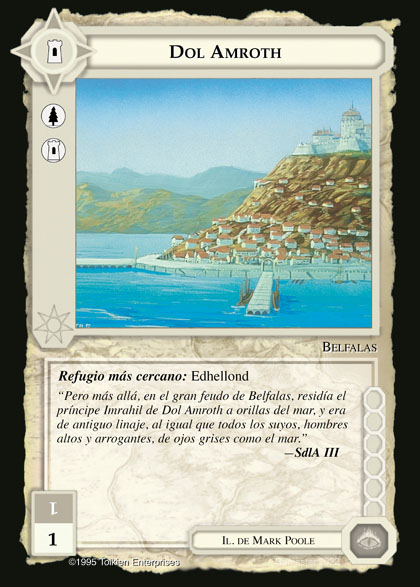 Dol Amroth
Belfalas
Refugio más cercano: Edhellond
“Pero más allá, en el gran feudo de Belfalas, residía el
príncipe Imrahil de Dol Amroth a orillas del mar, y era
de antiguo linaje, al igual que todos los suyos, hombres
altos y arrogantes, de ojos grises como el mar.”
—SdlA III
1
1
Il. de Mark Poole
©1995 Tolkien Enterprises